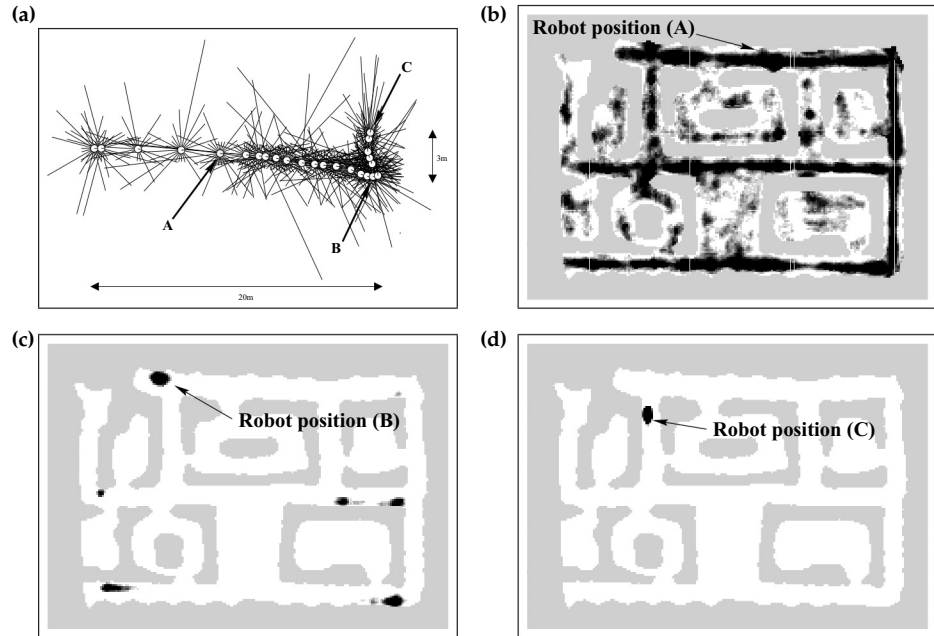 (a)
C
3m
A
B
20m
(b)
Robot position (A)
(c)
Robot position (B)
(d)
Robot position (C)